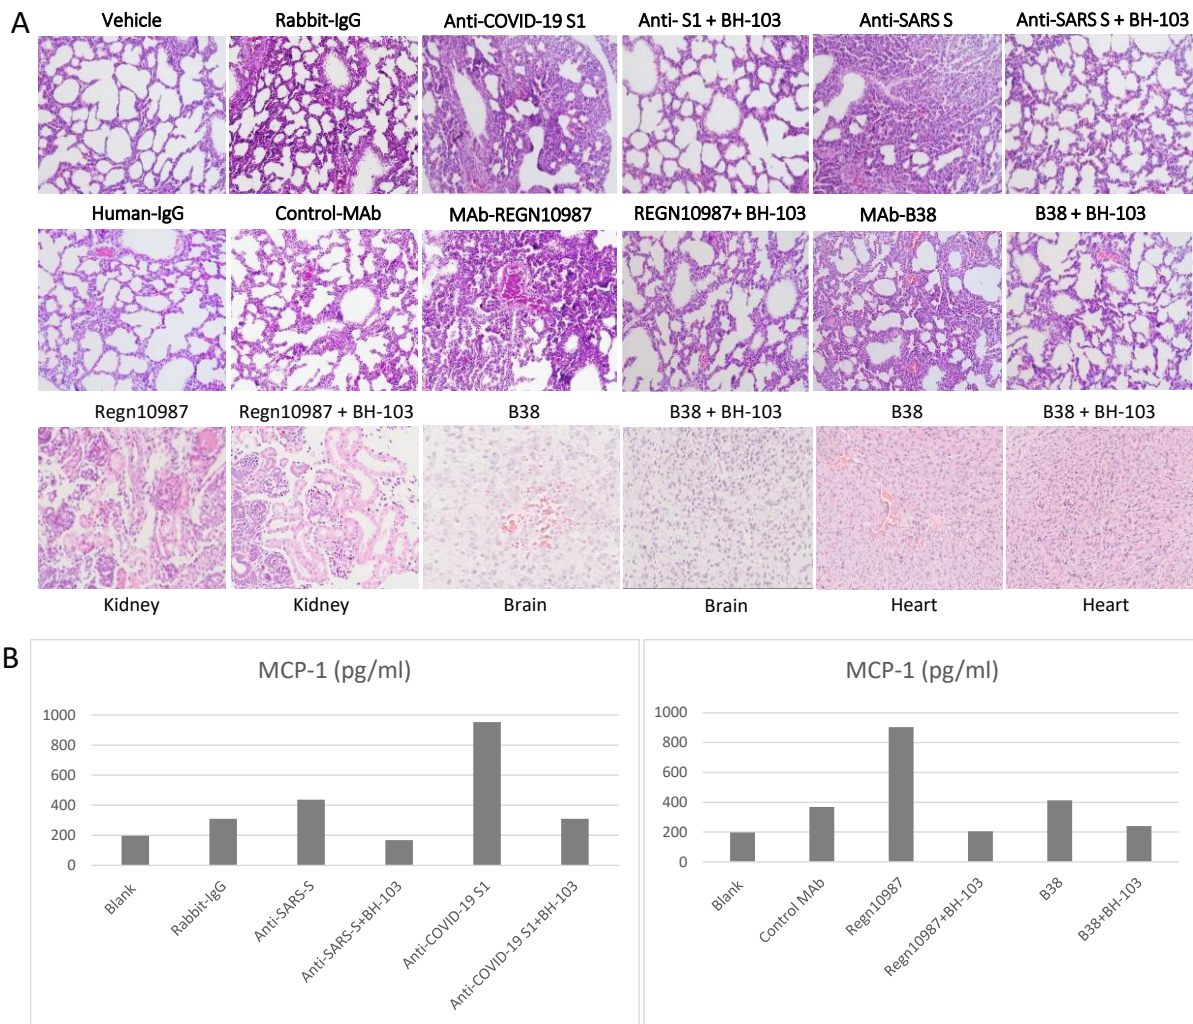 A
Vehicle Rabbit-IgG Anti-COVID-19 S1 Anti- S1 + BH-103 Anti-SARS S Anti-SARS S + BH-103
Human-IgG Control-MAb MAb-REGN10987 REGN10987+ BH-103 MAb-B38 B38 + BH-103
Regn10987 Regn10987 + BH-103 B38 B38 + BH-103 B38 B38 + BH-103
Kidney Kidney Brain Brain Heart Heart
B
MCP-1 (pg/ml)
1000
800
600
400
200
0
Blank
Rabbit-IgG
Anti-SARS-S
Anti-SARS-S+BH-103
Anti-COVID-19 S1
Anti-COVID-19 S1+BH-103
MCP-1 (pg/ml)
1000
800
600
400
200
0
Blank
Control MAb
Regn10987
Regn10987+BH-103
B38
B38+BH-103